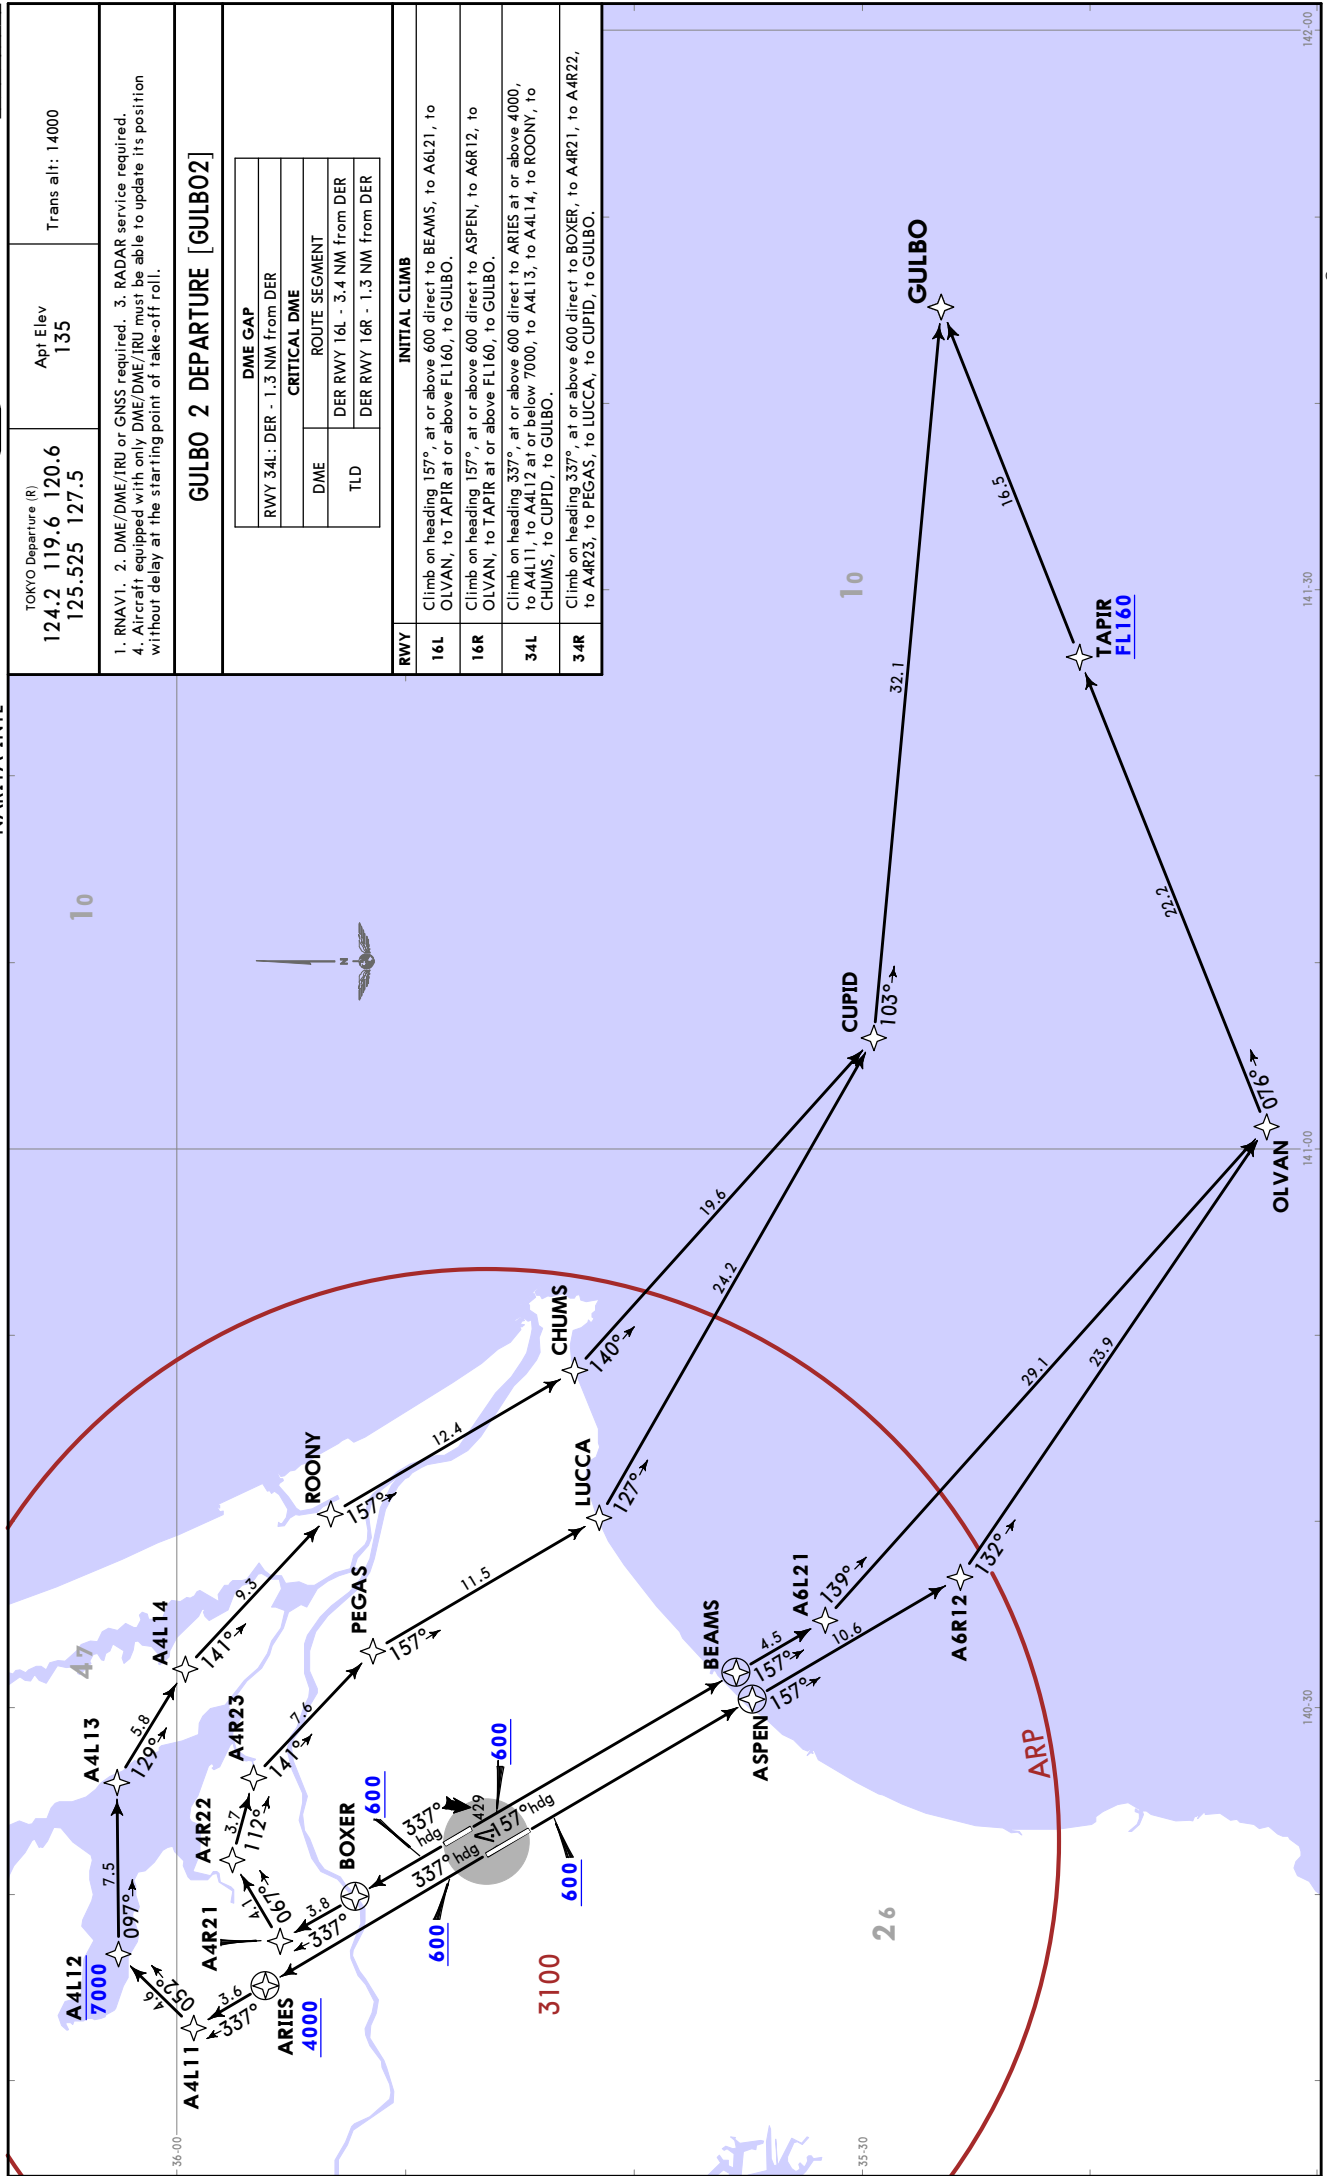 TOKYO Departure (R)
124.2 119.6 120.6
125.525 127.5
Apt Elev
135
Trans alt: 14000
1. RNAV1. 2. DME/DME/IRU or GNSS required. 3. RADAR service required.
4. Aircraft equipped with only DME/DME/IRU must be able to update its position
without delay at the starting point of take-off roll.
GULBO 2 DEPARTURE [GULBO2]
DME GAP
RWY 34L: DER - 1.3 NM from DER
CRITICAL DME
DME ROUTE SEGMENT
TLD DER RWY 16L - 3.4 NM from DER
DER RWY 16R - 1.3 NM from DER
RWY INITIAL CLIMB
16L Climb on heading 157°, at or above 600 direct to BEAMS, to A6L21, to
OLVAN, to TAPIR at or above FL160, to GULBO.
16R Climb on heading 157°, at or above 600 direct to ASPEN, to A6R12, to
OLVAN, to TAPIR at or above FL160, to GULBO.
34L Climb on heading 337°, at or above 600 direct to ARIES at or above 4000,
to A4L11, to A4L12 at or below 7000, to A4L13, to A4L14, to ROONY, to
CHUMS, to CUPID, to GULBO.
34R Climb on heading 337°, at or above 600 direct to BOXER, to A4R21, to A4R22,
to A4R23, to PEGAS, to LUCCA, to CUPID, to GULBO.
A4L12
7000
097°
7.5
052°
4.6
A4L11
337°
3.6
ARIES
4000
A4L13
129°
5.8
A4L14
141°
9.3
47
ROONY
157°
12.4
CHUMS
140°
19.6
A4R21
067°
4.1
337°
3.8
A4R22
112°
3.7
A4R23
141°
7.6
PEGAS
157°
11.5
LUCCA
127°
24.2
BOXER
600
337°
hdg
337° hdg
429
600
157° hdg
600
600
BEAMS
157°
4.5
A6L21
139°
29.1
ASPEN
157°
10.6
A6R12
132°
23.9
CUPID
103°
32.1
GULBO
16.5
TAPIR
FL160
22.2
OLVAN
076°
N
10
10
26
3100
ARP
36-00
35-30
140-30
141-00
141-30
142-00